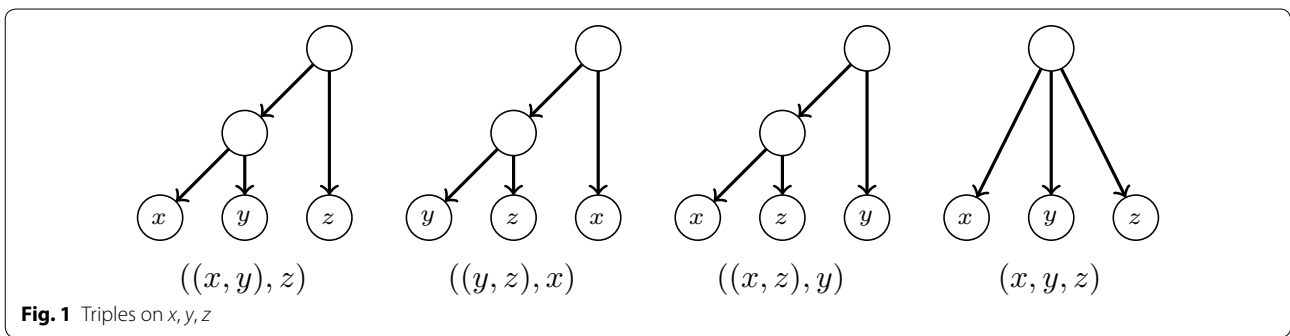 x y z y z x x z y x y z
((x, y), z) ((y, z), x) ((x, z), y) (x, y, z)
Fig. 1 Triples on x, y, z